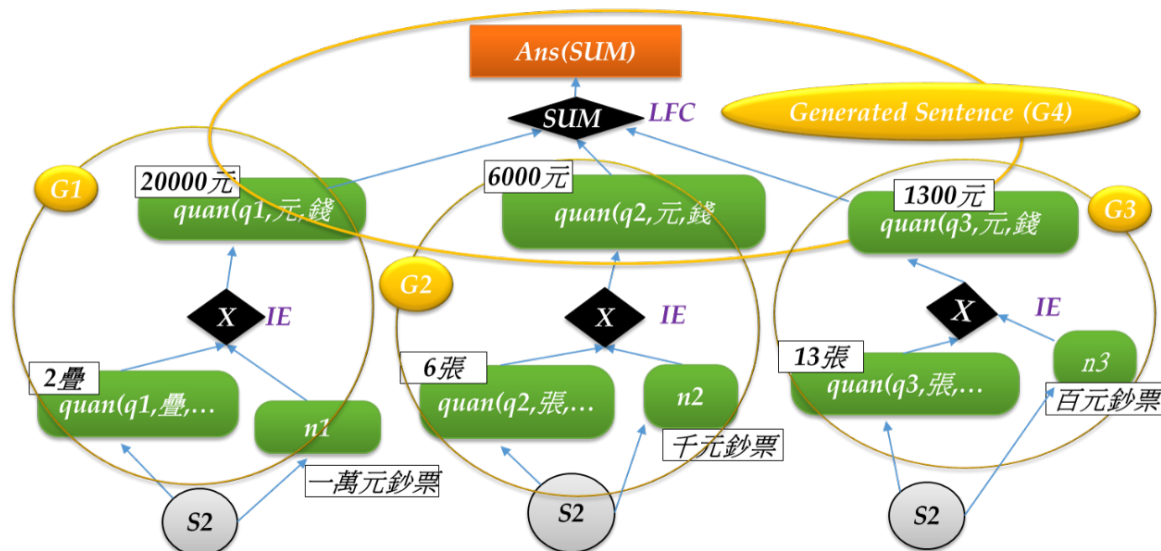 Ans(SUM)
SUM
LFC
Generated Sentence (G4)
G1
20000元
quan(q1,元,錢
6000元
quan(q2,元,錢
1300元
quan(q3,元,錢
G3
G2
X
IE
X
IE
X
IE
2疊
quan(q1,疊,...
n1
一萬元鈔票
6張
quan(q2,張,...
n2
千元鈔票
13張
quan(q3,張,...
n3
百元鈔票
S2
S2
S2